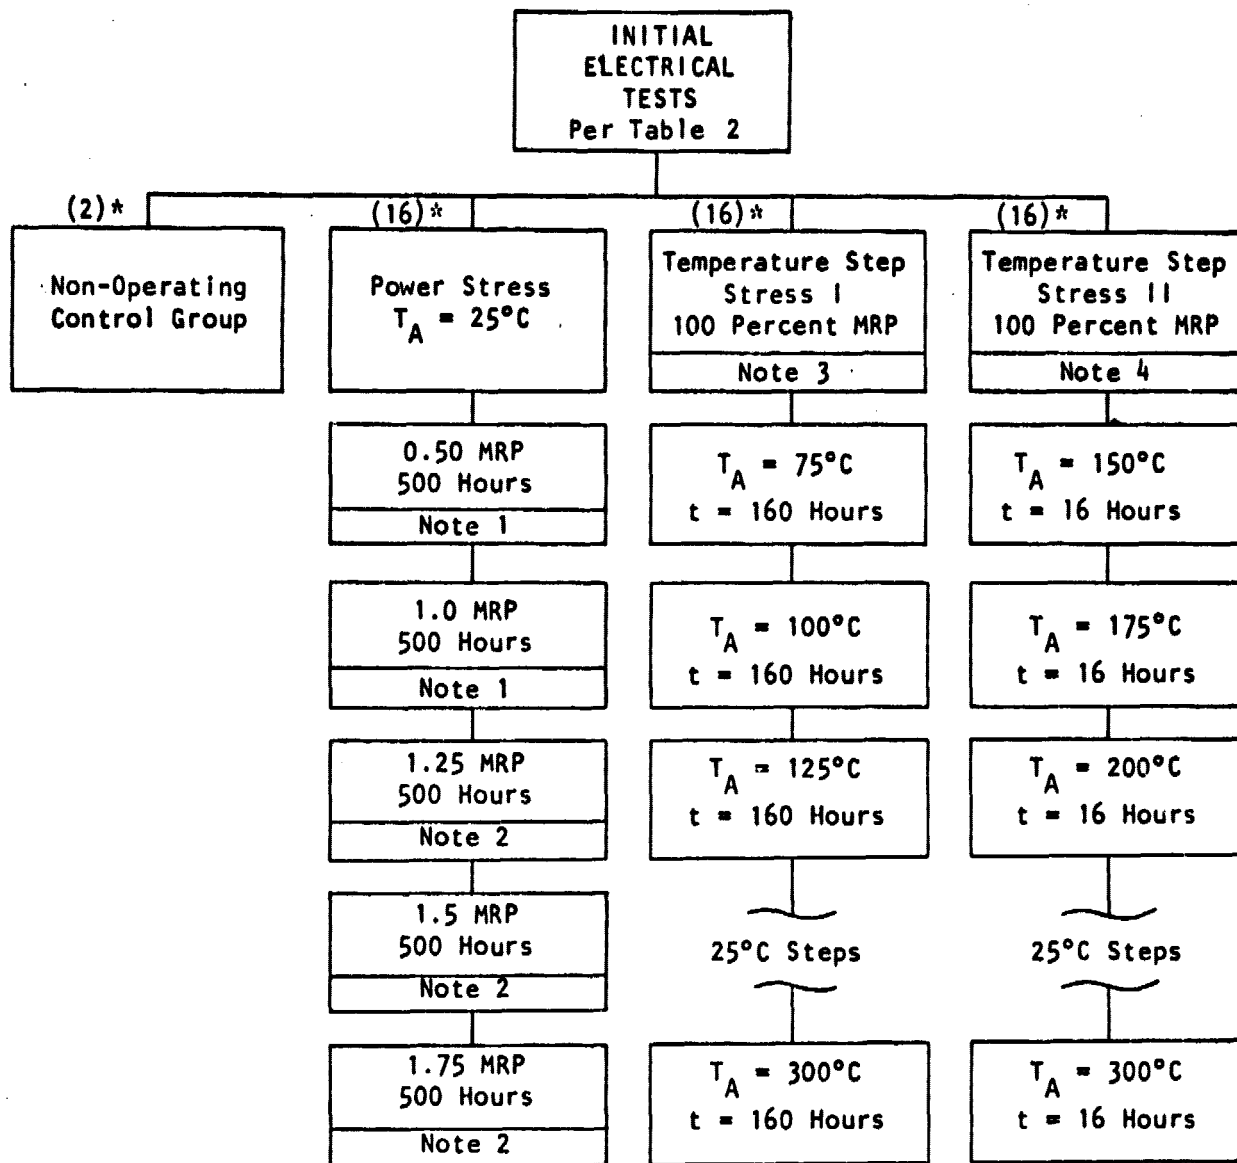 INITIAL
ELECTRICAL
TESTS
Per Table 2
(2)*
Non-Operating
Control Group
(16)*
Power Stress
T_A = 25°C
0.50 MRP
500 Hours
Note 1
1.0 MRP
500 Hours
Note 1
1.25 MRP
500 Hours
Note 2
1.5 MRP
500 Hours
Note 2
1.75 MRP
500 Hours
Note 2
(16)*
Temperature Step
Stress I
100 Percent MRP
Note 3
T_A = 75°C
t = 160 Hours
T_A = 100°C
t = 160 Hours
T_A = 125°C
t = 160 Hours
25°C Steps
T_A = 300°C
t = 160 Hours
(16)*
Temperature Step
Stress II
100 Percent MRP
Note 4
T_A = 150°C
t = 16 Hours
T_A = 175°C
t = 16 Hours
T_A = 200°C
t = 16 Hours
25°C Steps
T_A = 300°C
t = 16 Hours